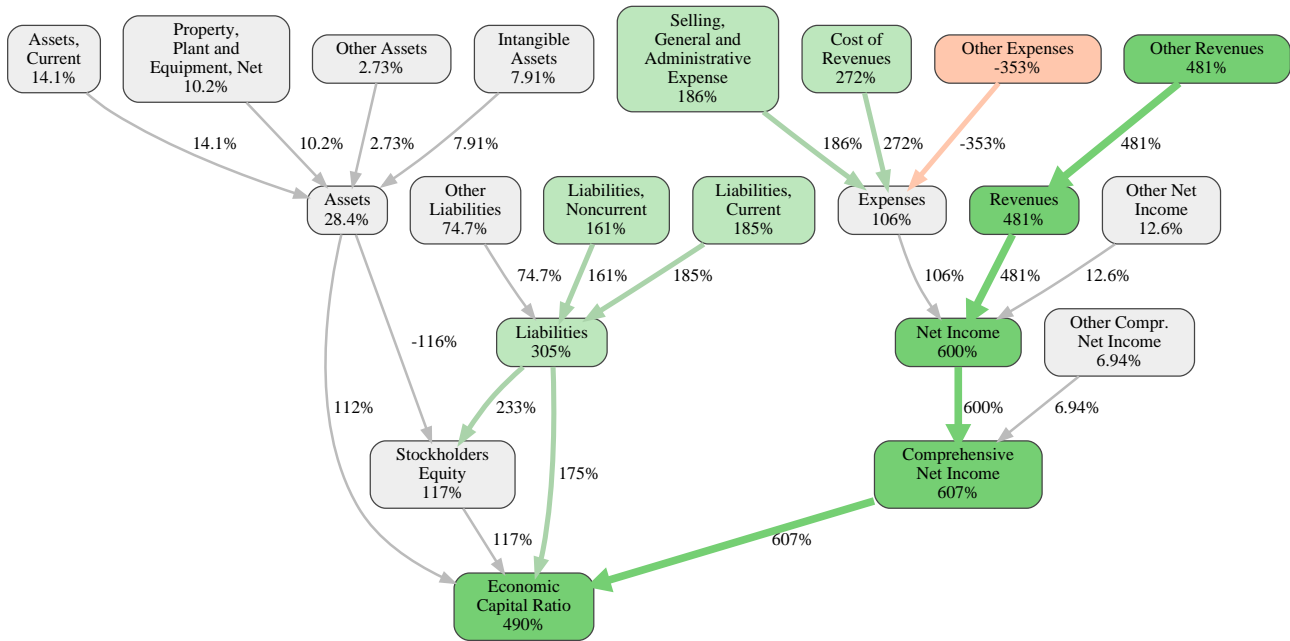 Assets,
Current
14.1%
Property,
Plant and
Equipment, Net
10.2%
Other Assets
2.73%
Intangible
Assets
7.91%
Selling,
General and
Administrative
Expense
186%
Cost of
Revenues
272%
Other Expenses
-353%
Other Revenues
481%
14.1%
10.2%
2.73%
7.91%
186%
272%
-353%
481%
Assets
28.4%
Other
Liabilities
74.7%
Liabilities,
Noncurrent
161%
Liabilities,
Current
185%
Expenses
106%
Revenues
481%
Other Net
Income
12.6%
74.7%
161%
185%
106%
481%
12.6%
-116%
Liabilities
305%
Net Income
600%
Other Compr.
Net Income
6.94%
112%
233%
600%
6.94%
Stockholders
Equity
117%
175%
Comprehensive
Net Income
607%
117%
607%
Economic
Capital Ratio
490%